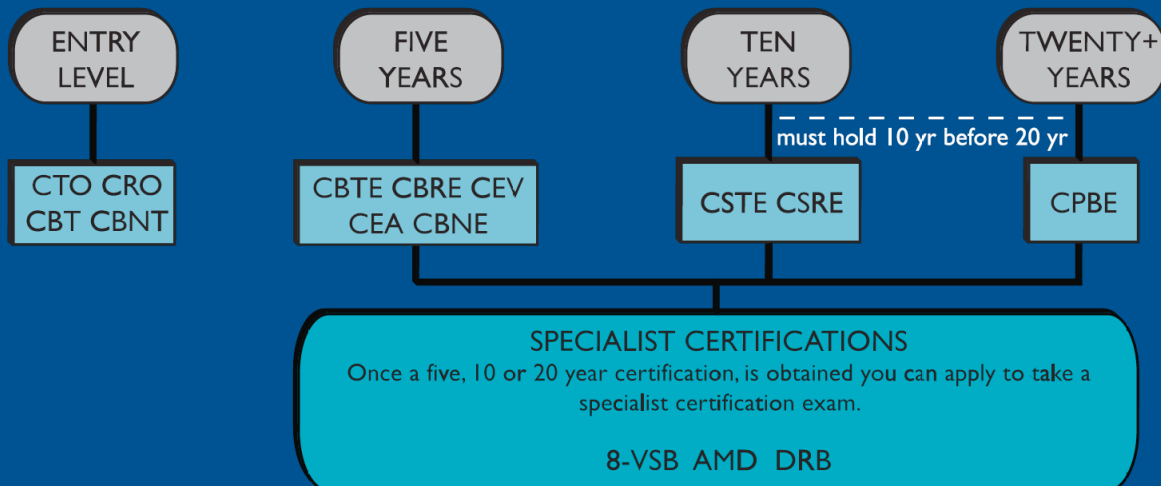 ENTRY
LEVEL
FIVE
YEARS
TEN
YEARS
TWENTY+
YEARS
must hold 10 yr before 20 yr
CTO CRO
CBT CBNT
CBTE CBRE CEV
CEA CBNE
CSTE CSRE
CPBE
SPECIALIST CERTIFICATIONS
Once a five, 10 or 20 year certification, is obtained you can apply to take a
specialist certification exam.
8-VSB AMD DRB